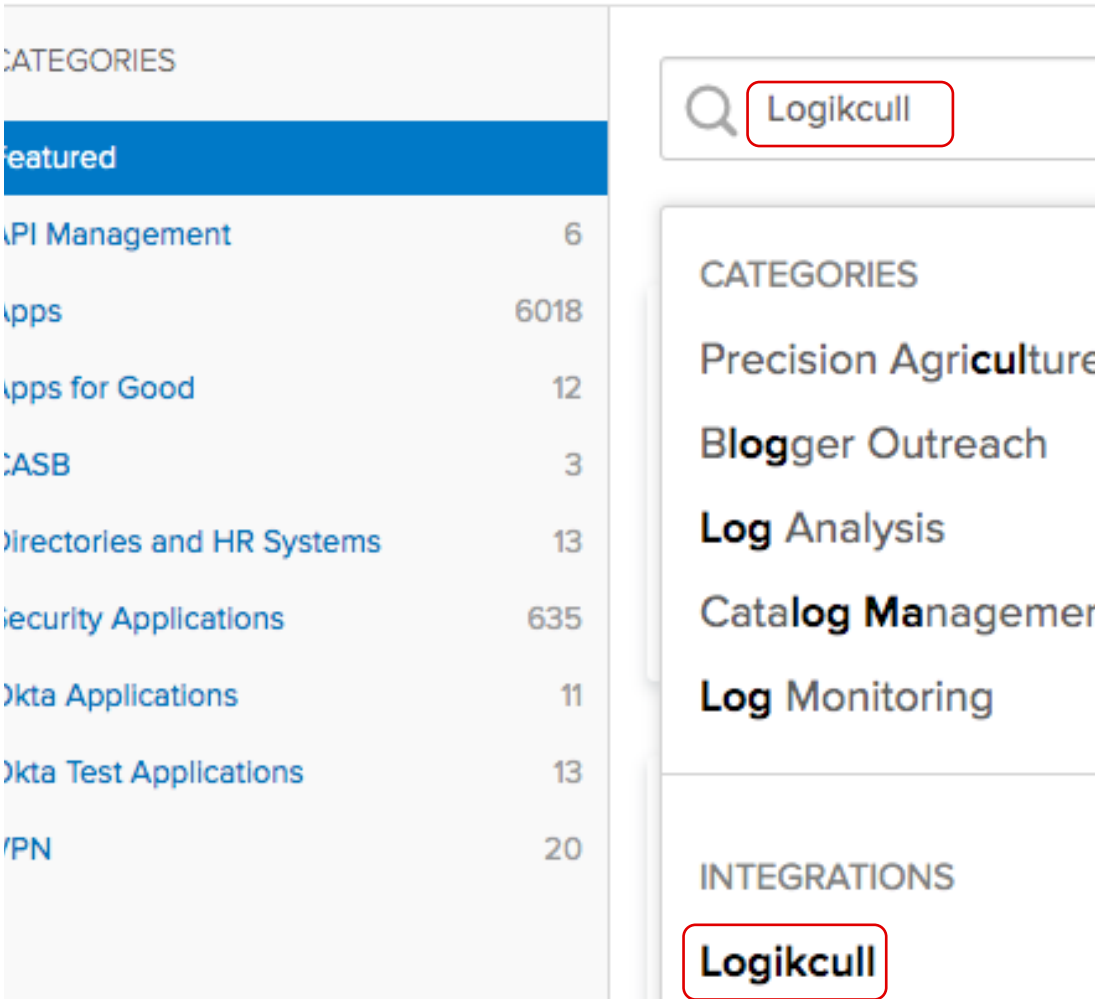 CATEGORIES
Featured
API Management 6
Apps 6018
Apps for Good 12
CASB 3
Directories and HR Systems 13
Security Applications 635
Okta Applications 11
Okta Test Applications 13
VPN 20
Logikcull
CATEGORIES
Precision Agriculture
Blogger Outreach
Log Analysis
Catalog Managemen
Log Monitoring
INTEGRATIONS
Logikcull